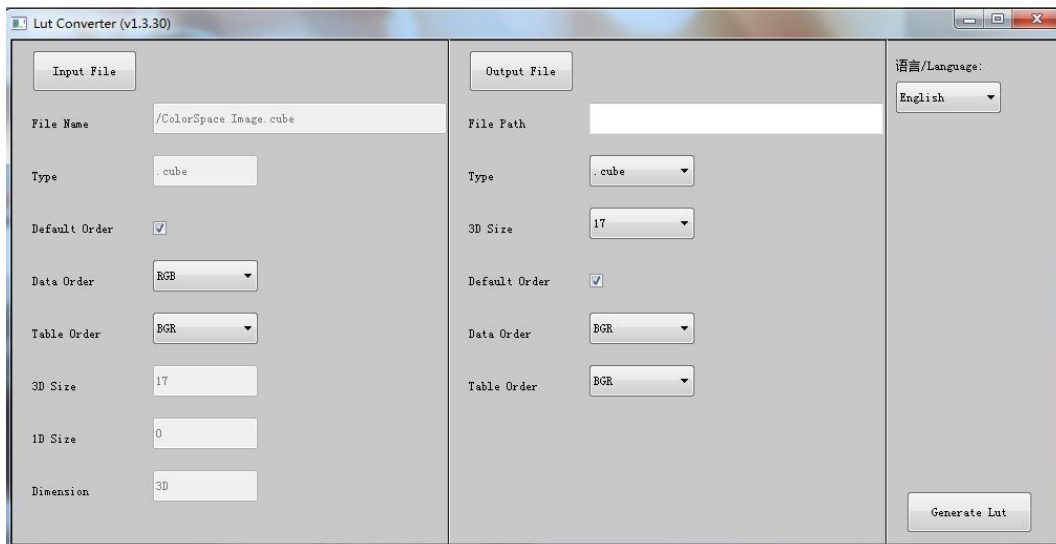 Lut Converter (v1.3.30)
Input File
File Name /ColorSpace Image.cube
Type .cube
Default Order
Data Order RGB
Table Order BGR
3D Size 17
1D Size 0
Dimension 3D
Output File
File Path
Type .cube
3D Size 17
Default Order
Data Order BGR
Table Order BGR
语言/Language:
English
Generate Lut